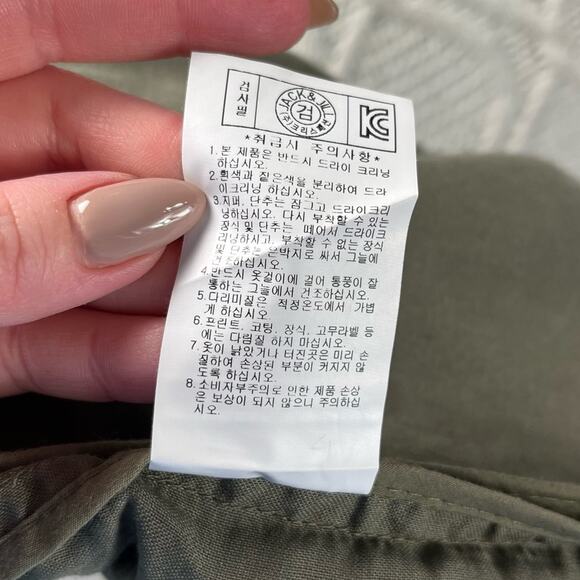 검사필
JACK&JILL
검
(주)크리스패션
KC
*취급시 주의사항*
1.본 제품은 반드시 드라이 크리닝
하십시오.
2.흰색과 짙은색을 분리하여 드라
이크리닝 하십시오.
3.지퍼, 단추는 잠그고 드라이크리
닝하십시오. 다시 부착할 수 있는
장식및 단추는 떼어서 드라이크
리닝하시고, 부착할 수 없는 장식
및 단추는 은박지로 싸서 그늘에
건조하십시오.
4.반드시 옷걸이에 걸어 통풍이 잘
통하는 그늘에서 건조하십시오.
5.다리미질은 적정온도에서 가볍
게 하십시오.
6.프린트, 코팅, 장식, 고무라벨 등
에는 다림질 하지 마십시오.
7.옷이 낡았거나 터진곳은 미리 손
질하여 손상된 부분이 커지지 않
도록 하십시오.
8.소비자부주의로 인한 제품 손상
은 보상이 되지 않으니 주의하십
시오.